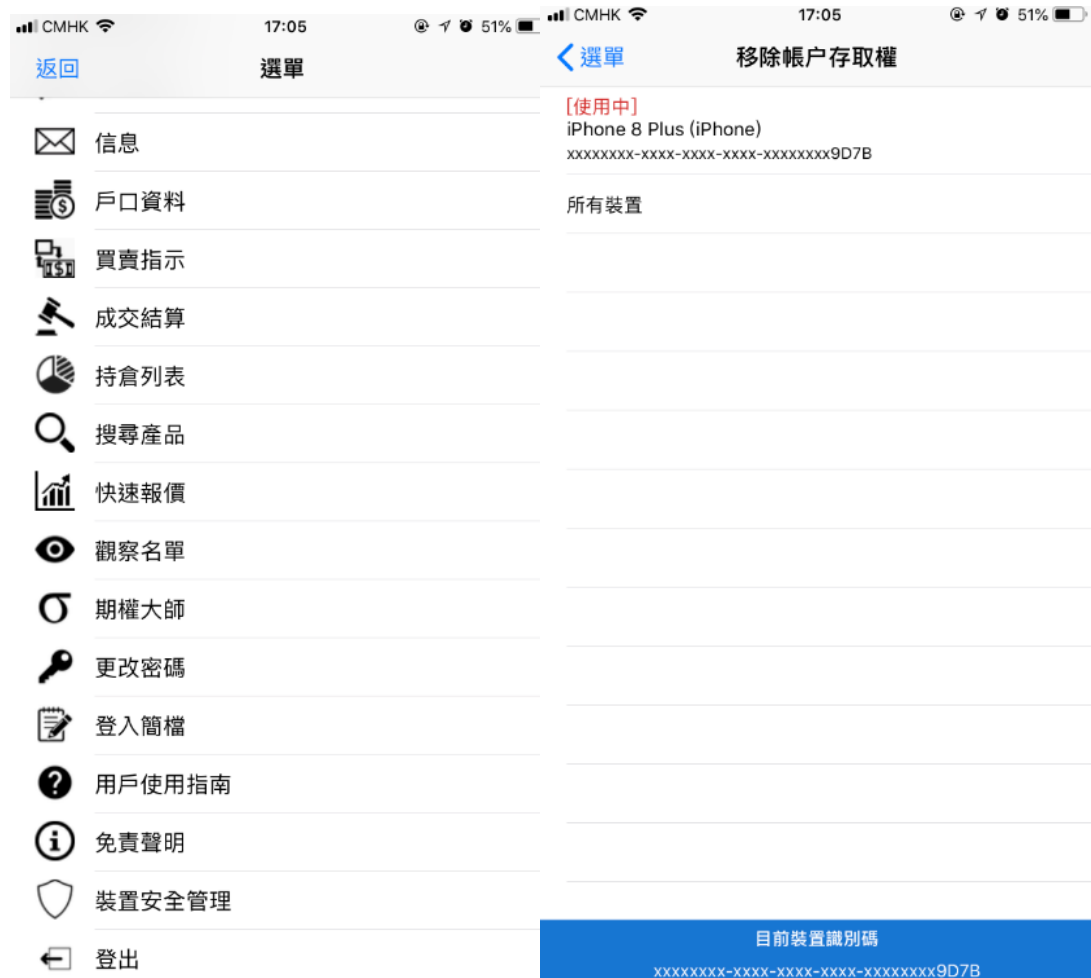 CMHK 17:05 51%
返回 選單
信息
戶口資料
買賣指示
成交結算
持倉列表
搜尋產品
快速報價
觀察名單
期權大師
更改密碼
登入簡檔
用戶使用指南
免責聲明
裝置安全管理
登出
CMHK 17:05 51%
選單 移除帳户存取權
[使用中]
iPhone 8 Plus (iPhone)
xxxxxxxx-xxxx-xxxx-xxxx-xxxxxxxx9D7B
所有裝置
目前裝置識別碼
xxxxxxxx-xxxx-xxxx-xxxx-xxxxxxxx9D7B